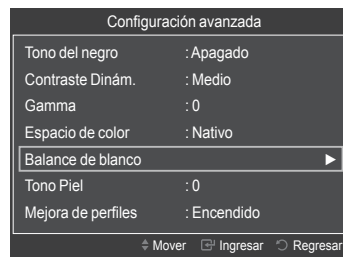 Configuración avanzada
Tono del negro : Apagado
Contraste Dinám. : Medio
Gamma : 0
Espacio de color : Nativo
Balance de blanco
Tono Piel : 0
Mejora de perfiles : Encendido
Mover Ingresar Regresar